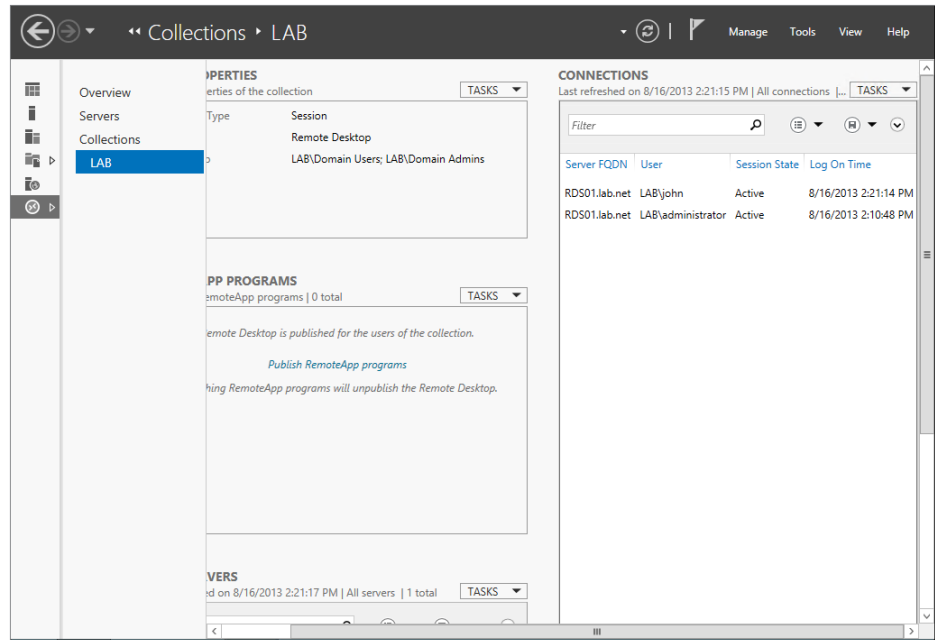 Collections LAB
Manage Tools View Help
Overview
Servers
Collections
LAB
OPERTIES
erties of the collection
TASKS
Type Session
Remote Desktop
LAB\Domain Users; LAB\Domain Admins
PP PROGRAMS
emoteApp programs | 0 total
TASKS
emote Desktop is published for the users of the collection.
Publish RemoteApp programs
hing RemoteApp programs will unpublish the Remote Desktop.
VERS
ed on 8/16/2013 2:21:17 PM | All servers | 1 total
TASKS
CONNECTIONS
Last refreshed on 8/16/2013 2:21:15 PM | All connections |...
TASKS
Filter
Server FQDN User Session State Log On Time
RDS01.lab.net LAB\john Active 8/16/2013 2:21:14 PM
RDS01.lab.net LAB\administrator Active 8/16/2013 2:10:48 PM